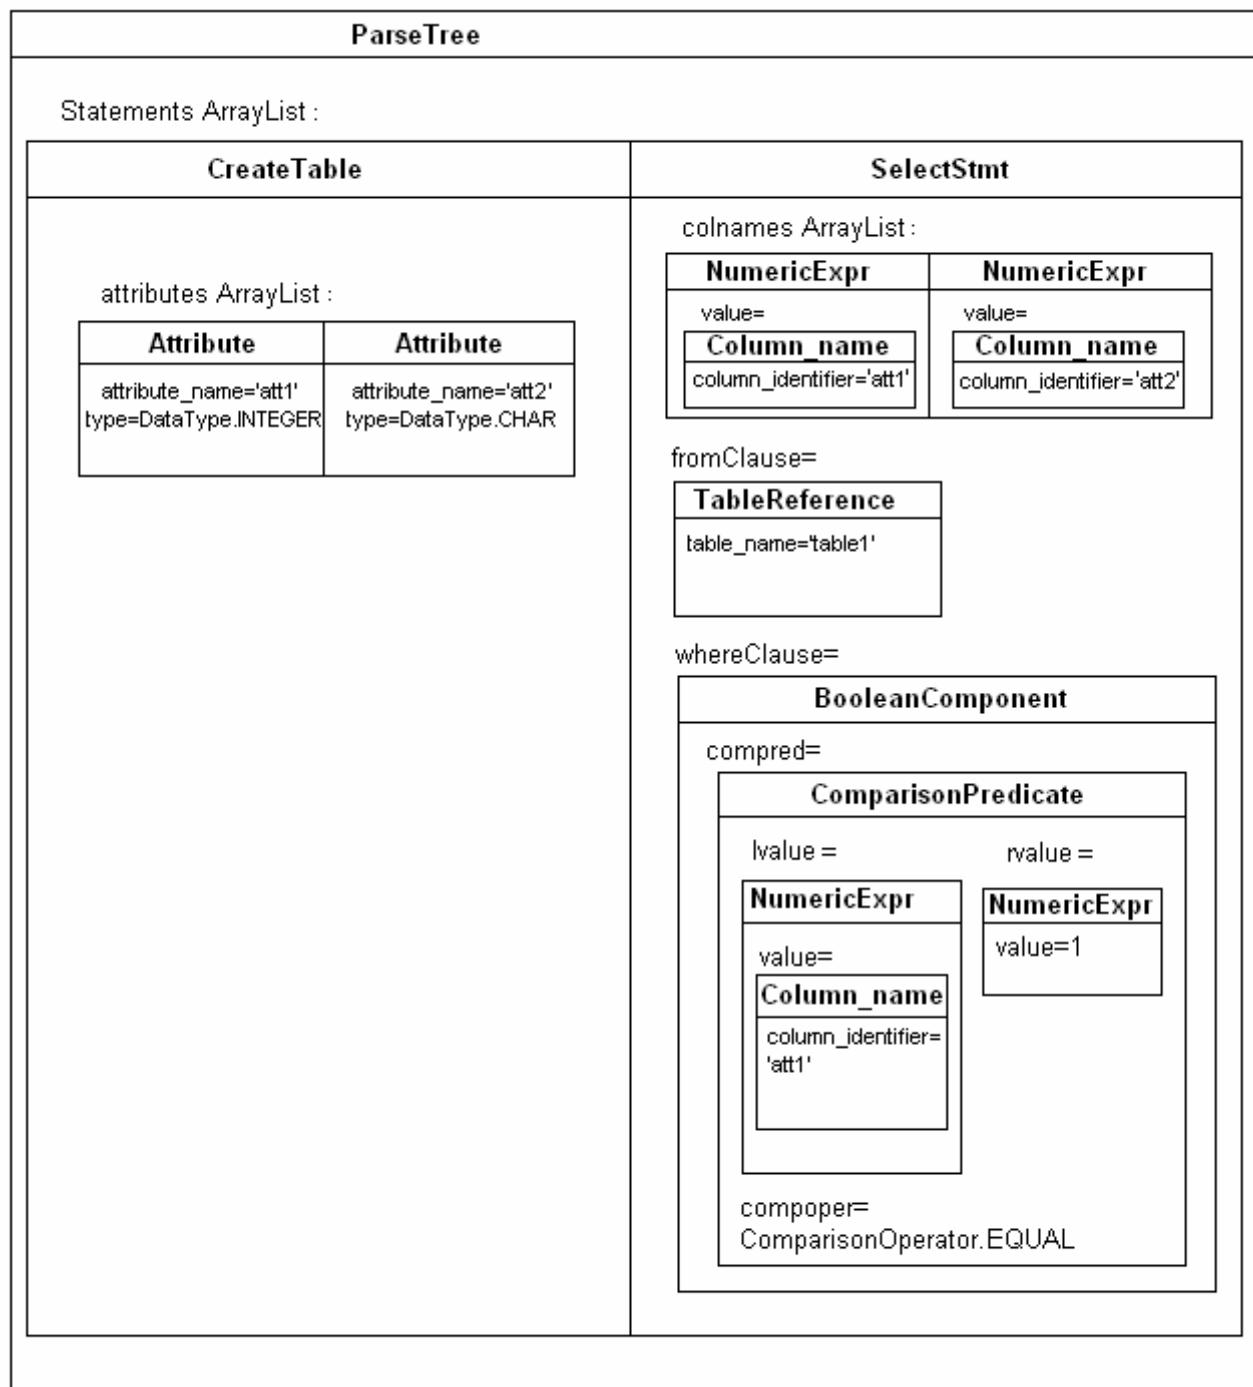 ParseTree
Statements ArrayList :
CreateTable
attributes ArrayList :
Attribute
attribute_name='att1'
type=DataType.INTEGER
Attribute
attribute_name='att2'
type=DataType.CHAR
SelectStmt
colnames ArrayList :
NumericExpr
value=
Column_name
column_identifier='att1'
NumericExpr
value=
Column_name
column_identifier='att2'
fromClause=
TableReference
table_name='table1'
whereClause=
BooleanComponent
compred=
ComparisonPredicate
lvalue =
NumericExpr
value=
Column_name
column_identifier=
'att1'
rvalue =
NumericExpr
value=1
compoper=
ComparisonOperator.EQUAL